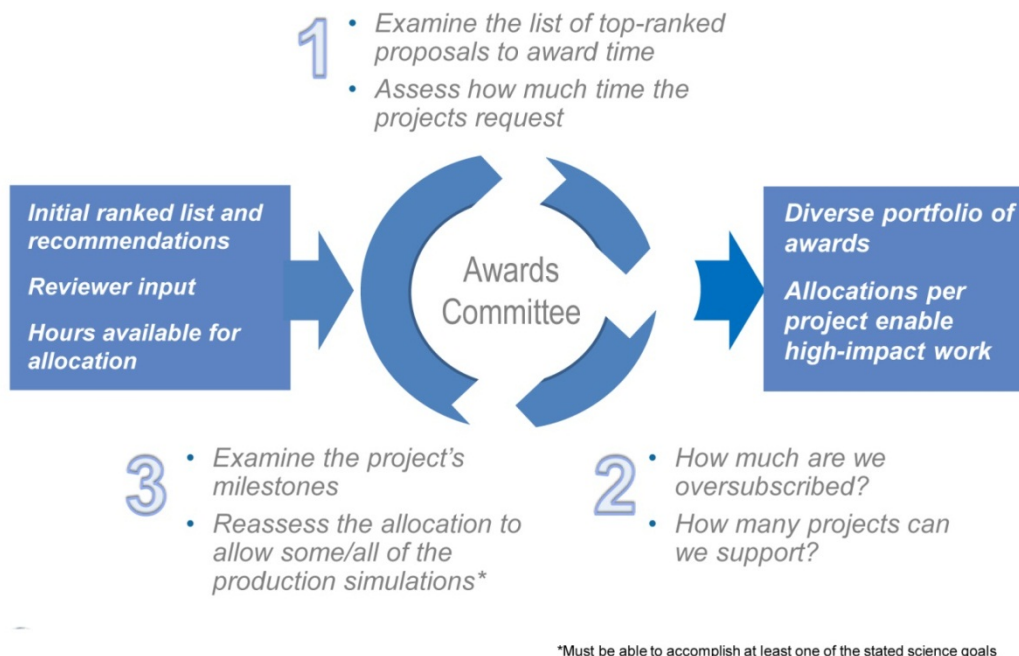 1
• Examine the list of top-ranked
proposals to award time
• Assess how much time the
projects request
Initial ranked list and
recommendations
Reviewer input
Hours available for
allocation
Awards
Committee
Diverse portfolio of
awards
Allocations per
project enable
high-impact work
3
• Examine the project's
milestones
• Reassess the allocation to
allow some/all of the
production simulations*
2
• How much are we
oversubscribed?
• How many projects can
we support?
*Must be able to accomplish at least one of the stated science goals